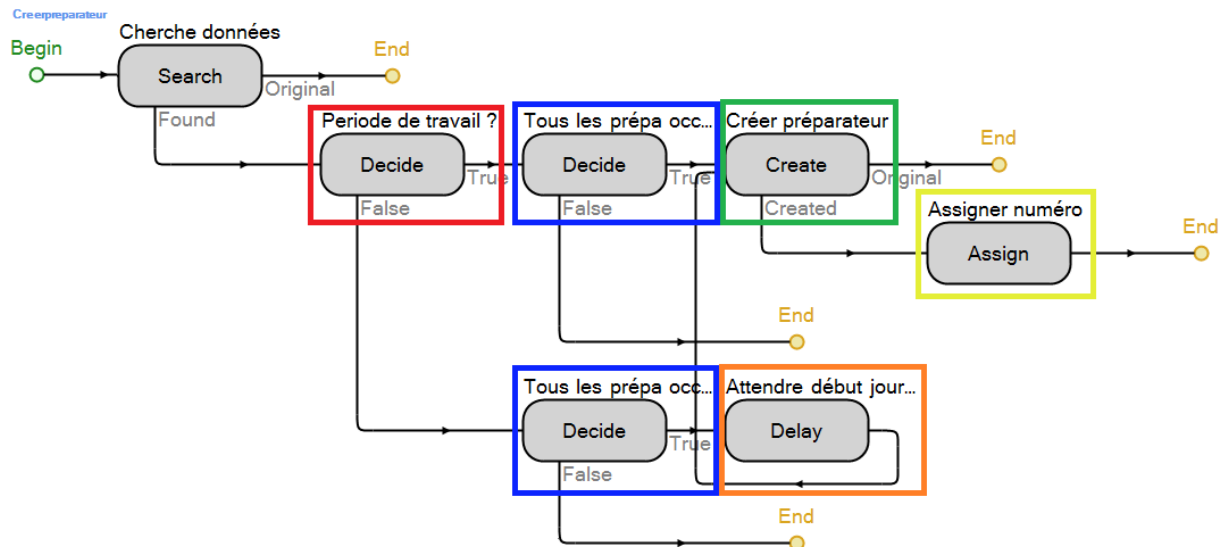 Creerpreparateur
Cherche données
Begin
End
Search
Original
Found
Periode de travail ?
Tous les prépa occ...
Créer préparateur
End
Decide
Decide
Create
True
True
Original
False
False
Created
Assigner numéro
End
Assign
End
Tous les prépa occ...
Attendre début jour...
Decide
Delay
True
False
End